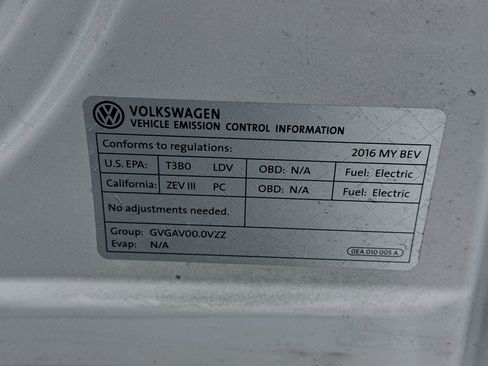 VOLKSWAGEN
VEHICLE EMISSION CONTROL INFORMATION
Conforms to regulations: 2016 MY BEV
U.S. EPA: T3B0 LDV OBD: N/A Fuel: Electric
California: ZEV III PC OBD: N/A Fuel: Electric
No adjustments needed.
Group: GVGAV00.0VZZ
Evap: N/A 0EA 010 005 A